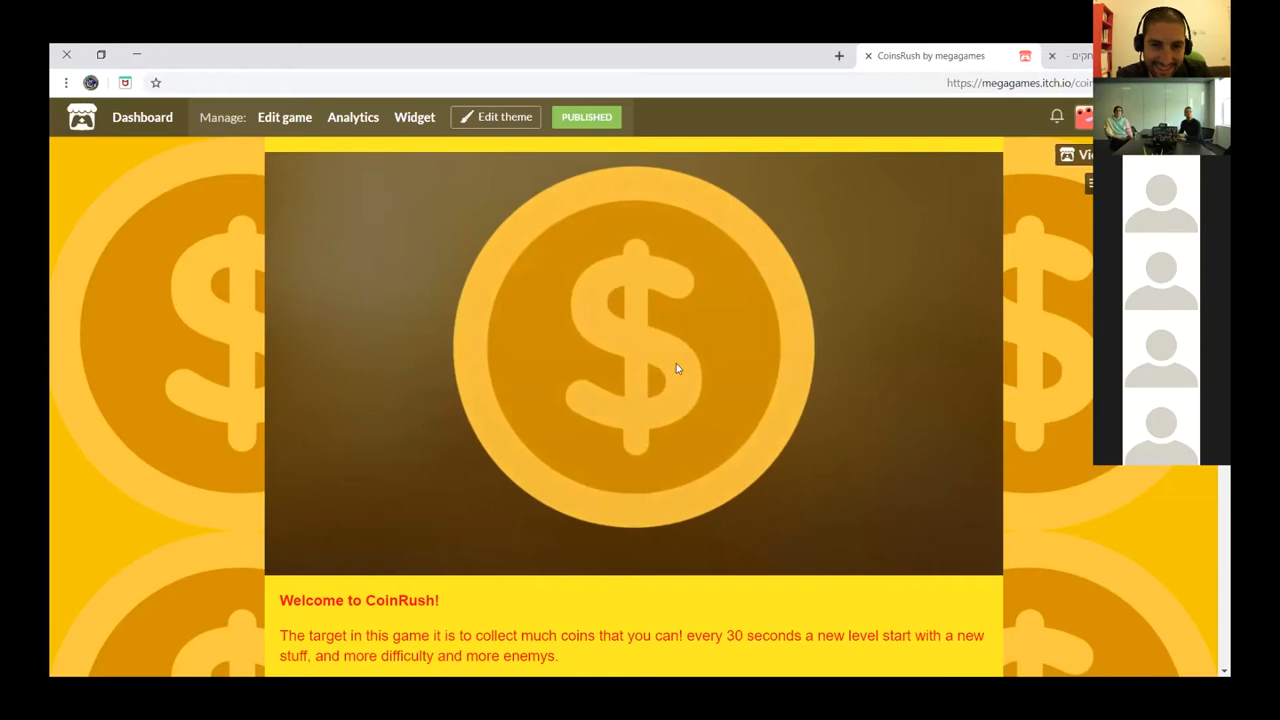 CoinsRush by megagames
חקים
https://megagames.itch.io/coin
Dashboard
Manage:
Edit game
Analytics
Widget
Edit theme
PUBLISHED
$
Welcome to CoinRush!
The target in this game it is to collect much coins that you can! every 30 seconds a new level start with a new
stuff, and more difficulty and more enemys.